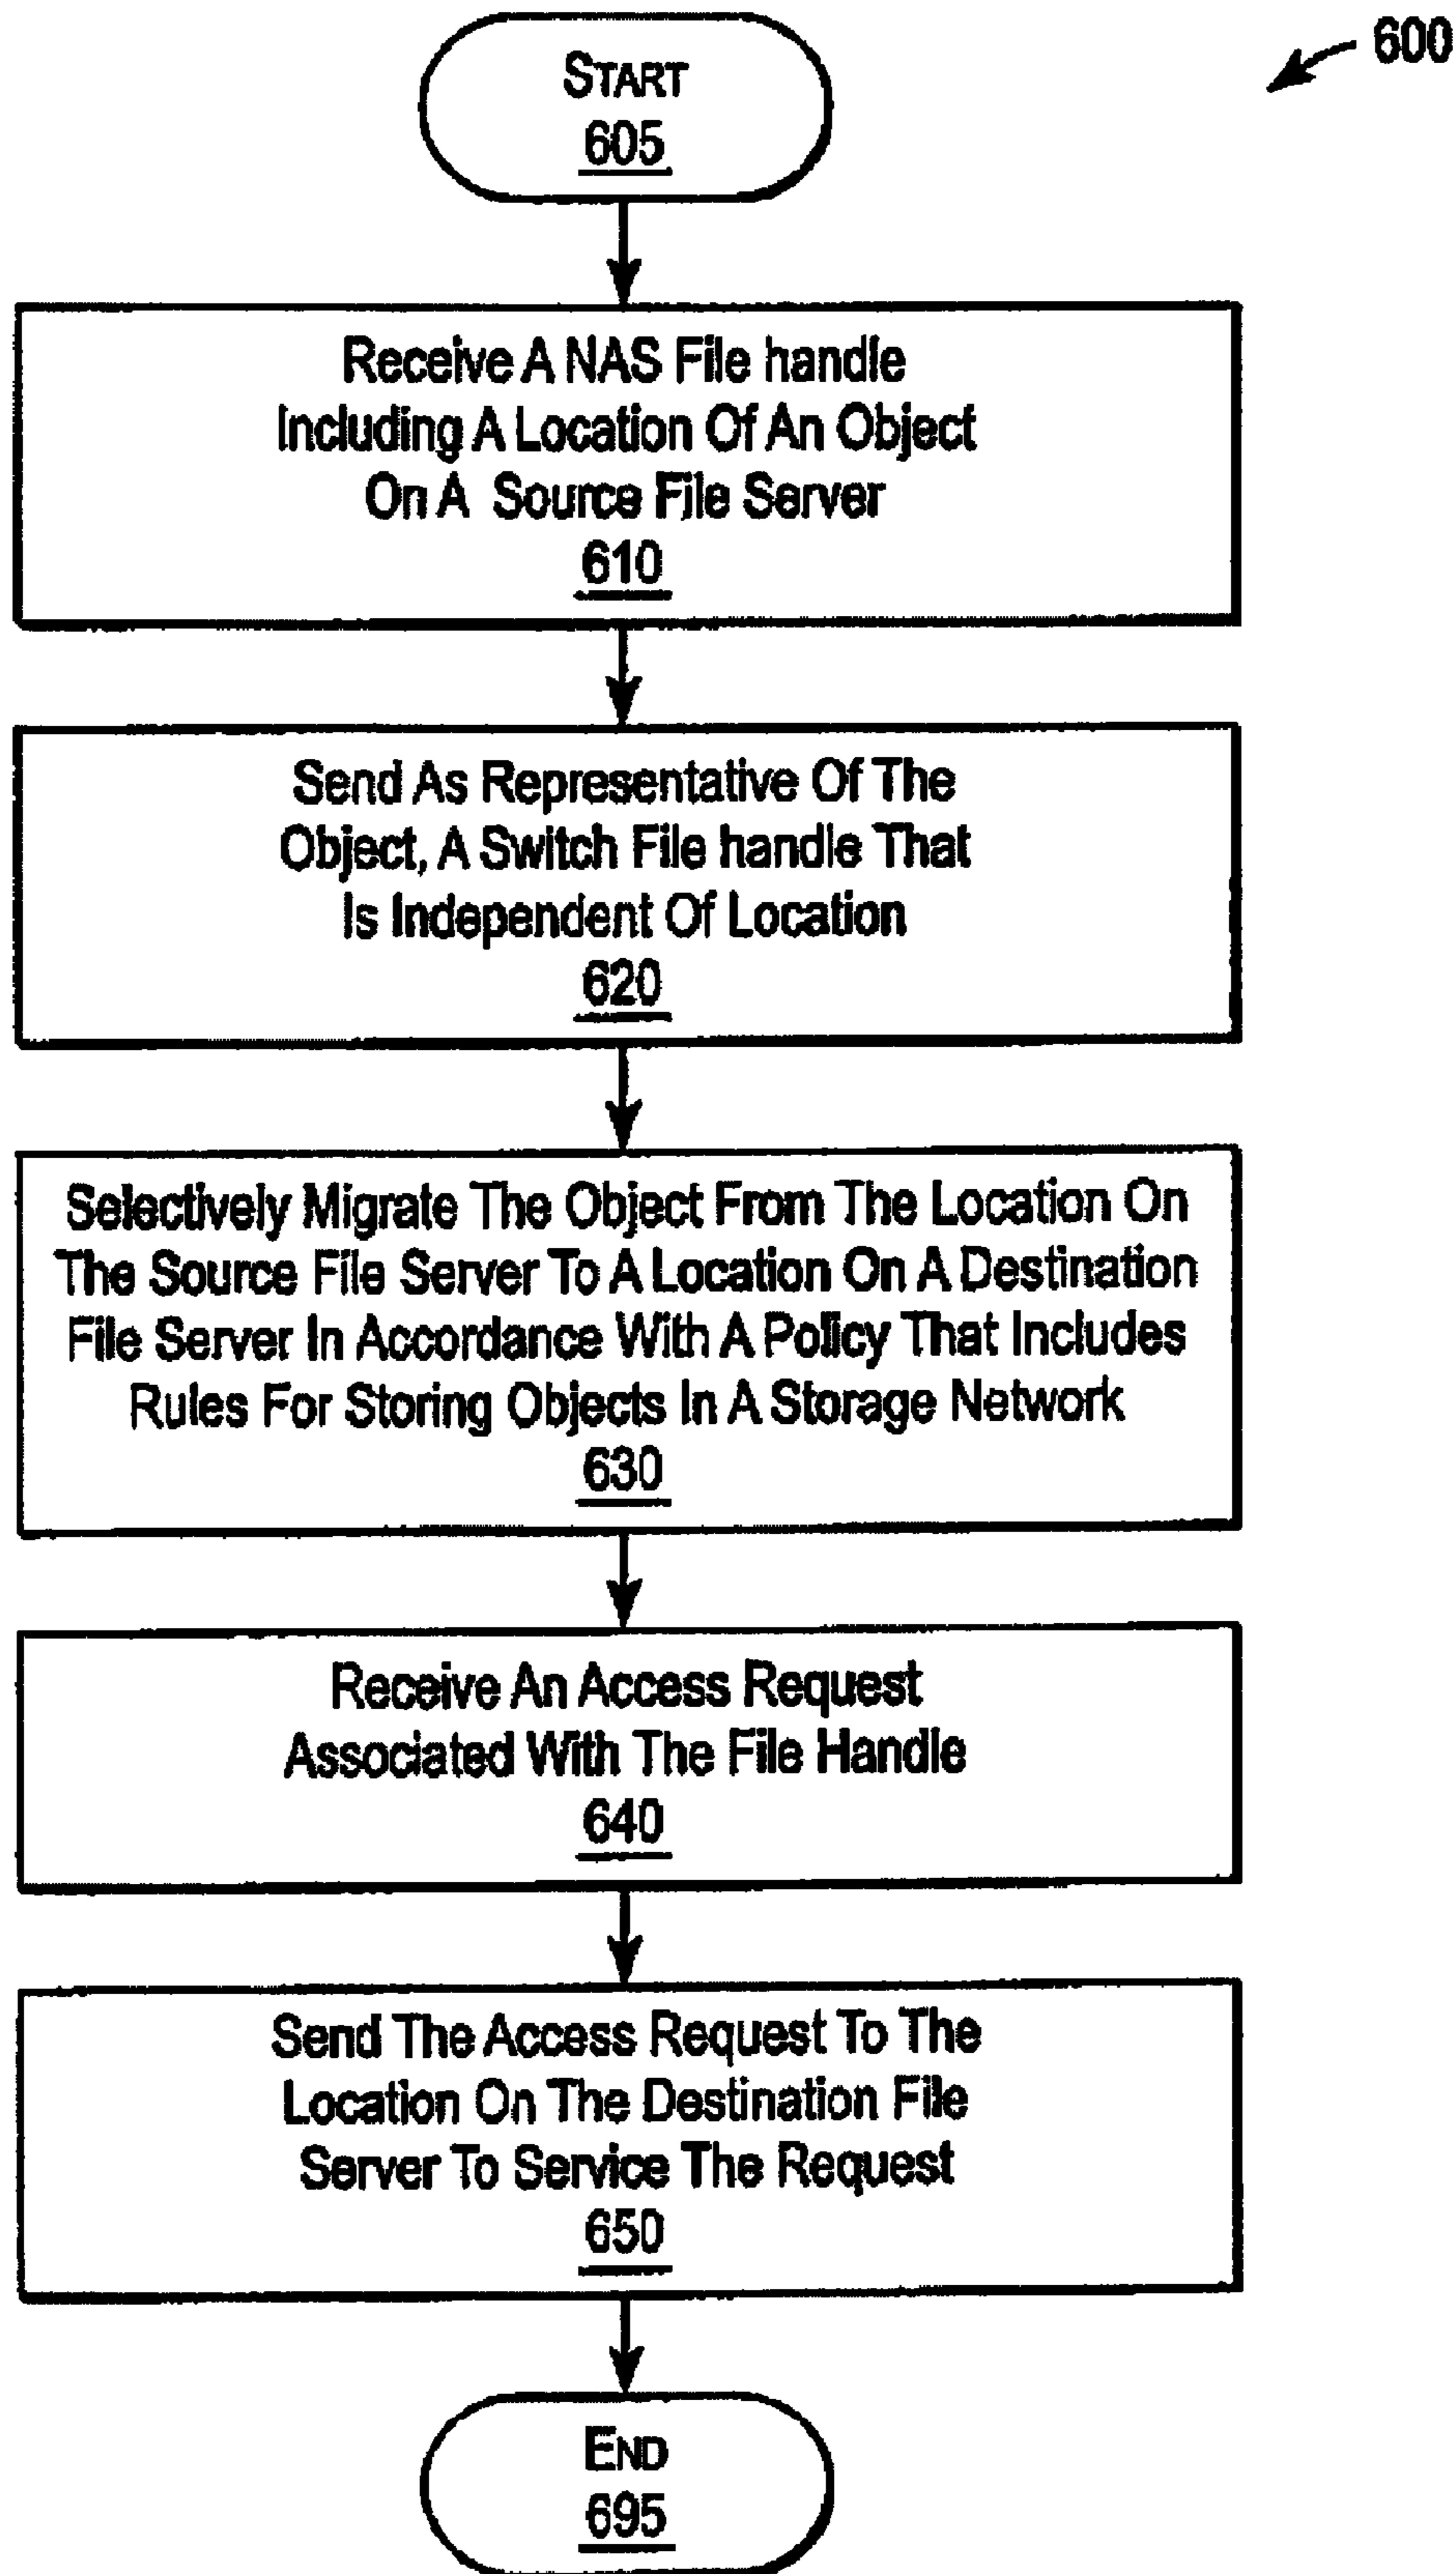 600
START
605
Receive A NAS File handle
Including A Location Of An Object
On A Source File Server
610
Send As Representative Of The
Object, A Switch File handle That
Is Independent Of Location
620
Selectively Migrate The Object From The Location On
The Source File Server To A Location On A Destination
File Server In Accordance With A Policy That Includes
Rules For Storing Objects In A Storage Network
630
Receive An Access Request
Associated With The File Handle
640
Send The Access Request To The
Location On The Destination File
Server To Service The Request
650
END
695